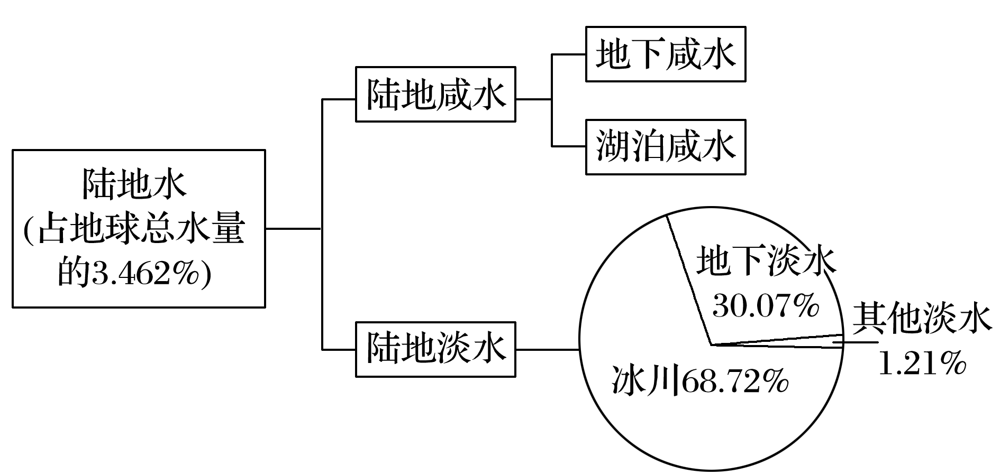 地下咸水
陆地咸水
湖泊咸水
陆地水
(占地球总水量
的3.462%)
陆地淡水
地下淡水
30.07%
其他淡水
1.21%
冰川68.72%